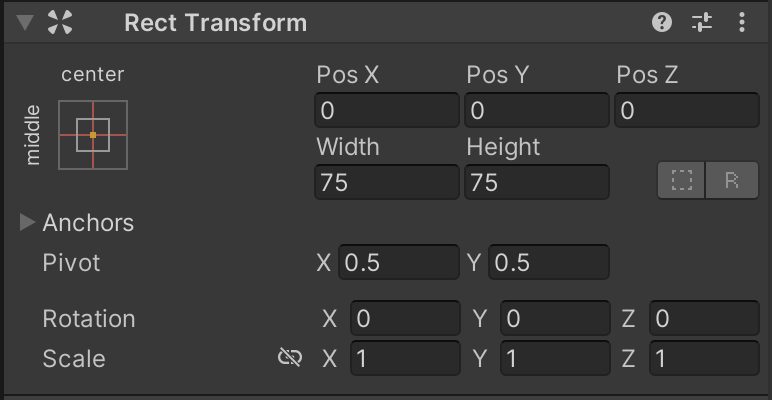 Rect Transform
center
middle
Pos X Pos Y Pos Z
0 0 0
Width Height
75 75
R
Anchors
Pivot X 0.5 Y 0.5
Rotation X 0 Y 0 Z 0
Scale X 1 Y 1 Z 1